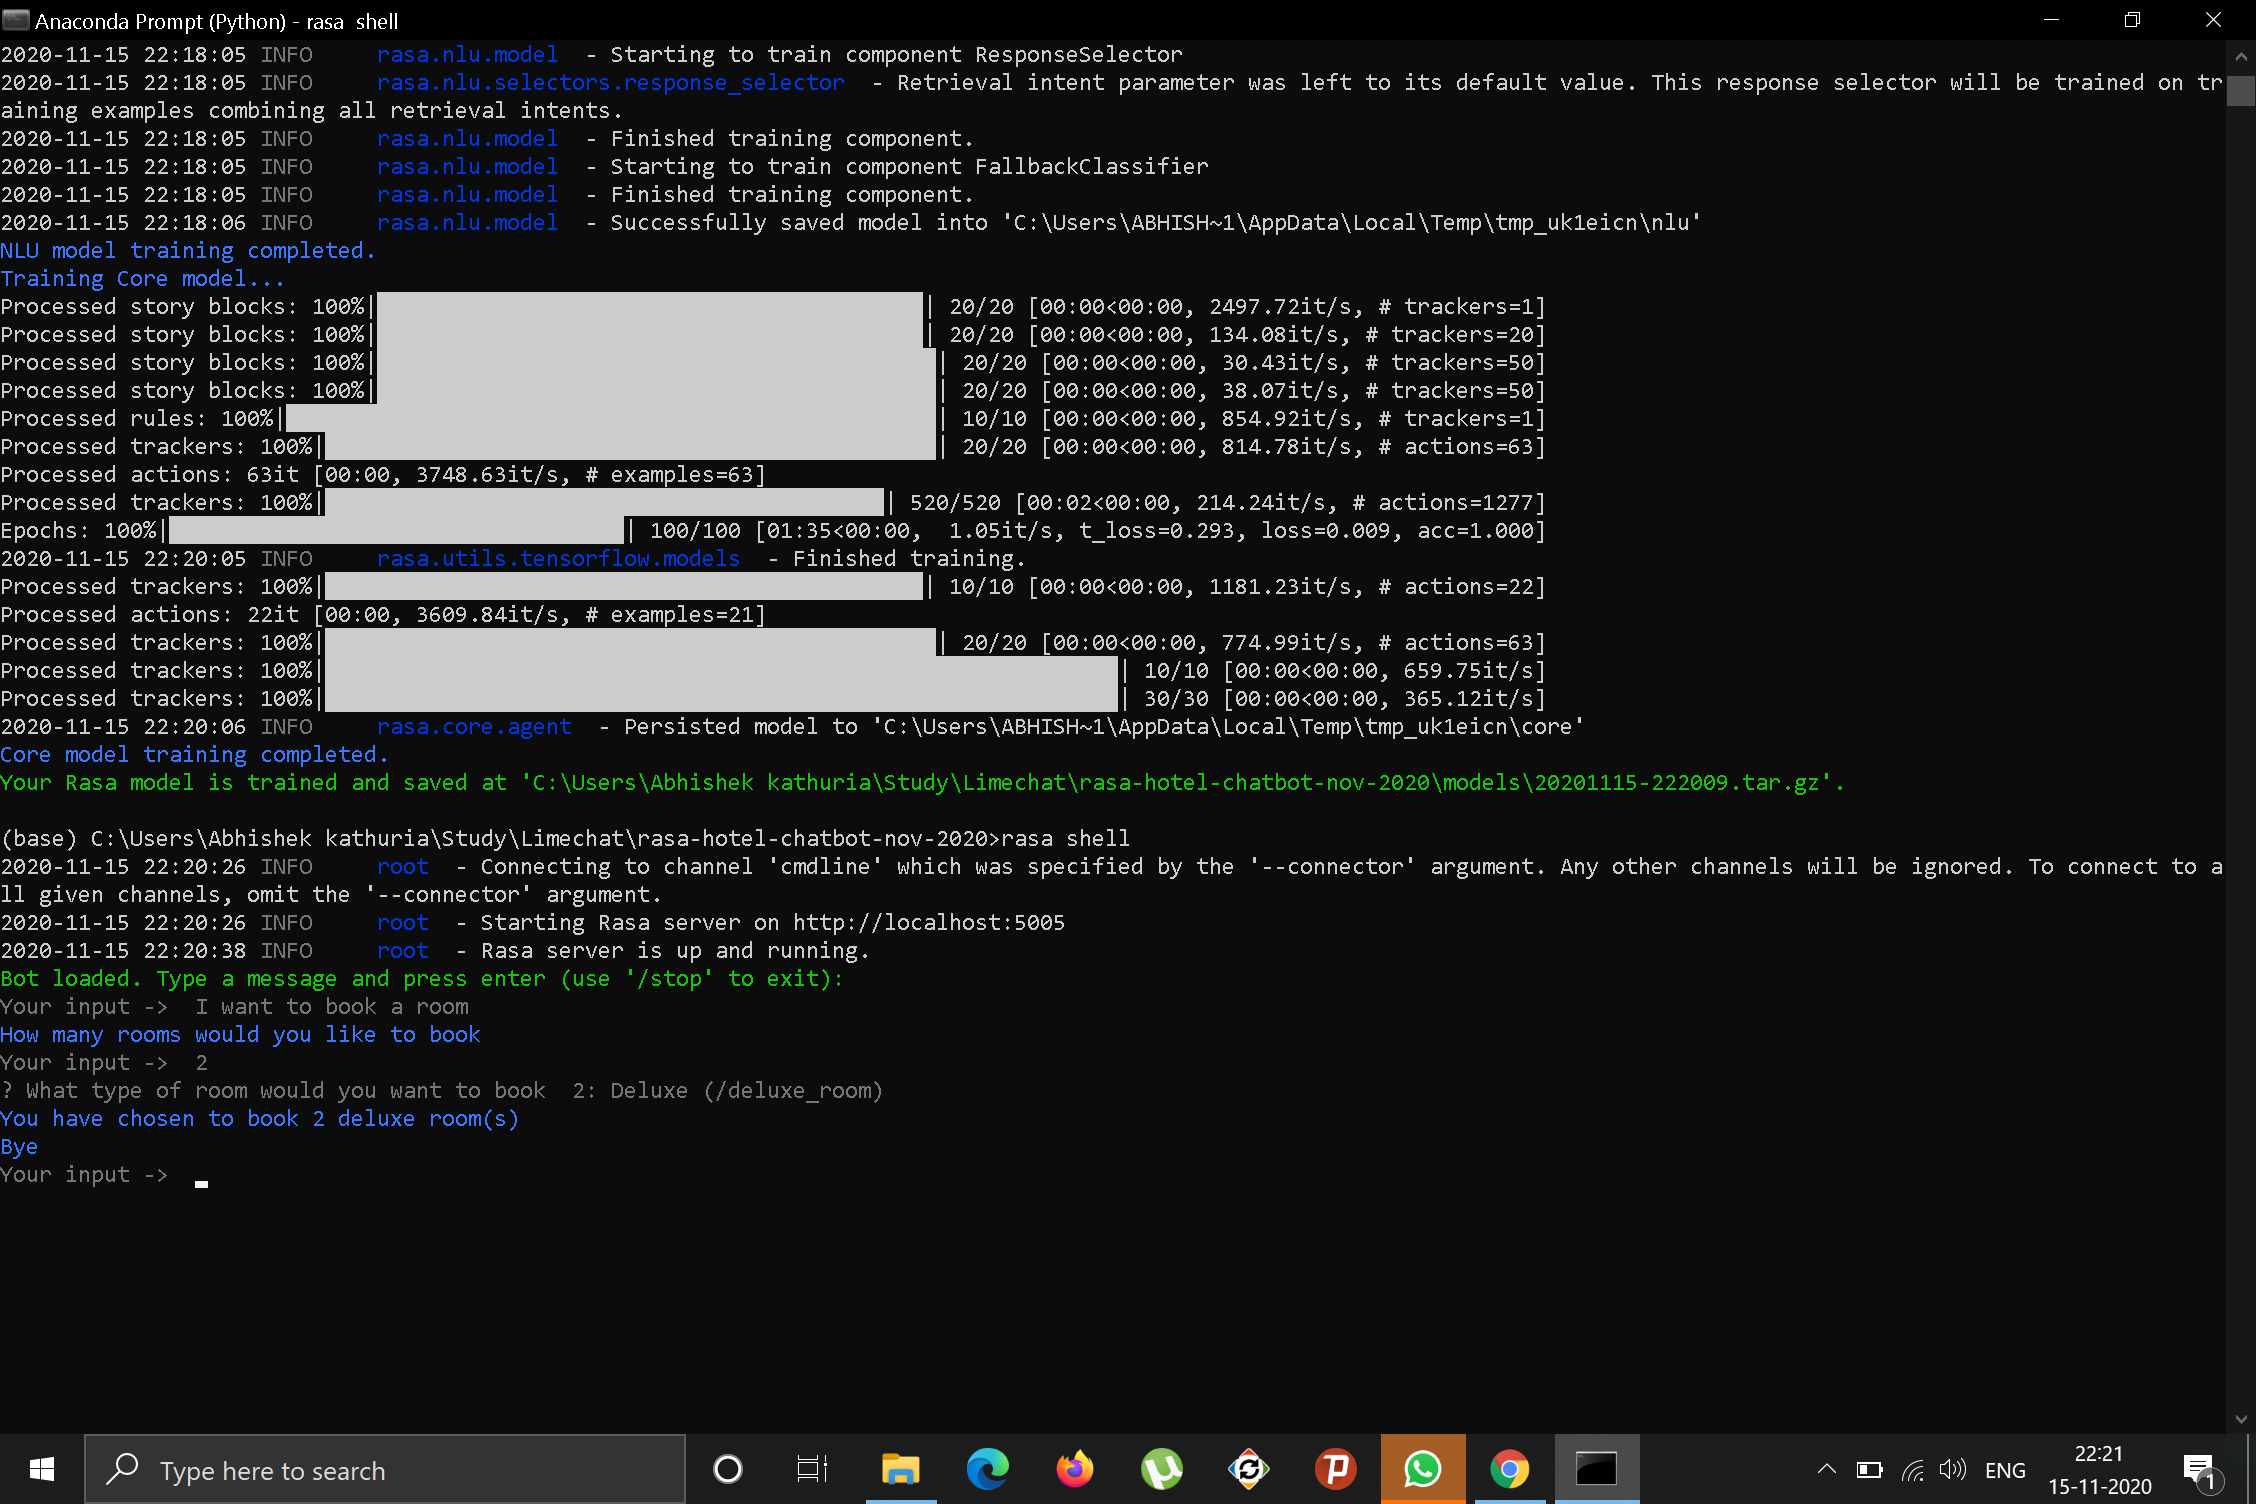 Anaconda Prompt (Python) - rasa  shell
2020-11-15 22:18:05 INFO     rasa.nlu.model  - Starting to train component ResponseSelector
2020-11-15 22:18:05 INFO     rasa.nlu.selectors.response_selector  - Retrieval intent parameter was left to its default value. This response selector will be trained on tr
aining examples combining all retrieval intents.
2020-11-15 22:18:05 INFO     rasa.nlu.model  - Finished training component.
2020-11-15 22:18:05 INFO     rasa.nlu.model  - Starting to train component FallbackClassifier
2020-11-15 22:18:05 INFO     rasa.nlu.model  - Finished training component.
2020-11-15 22:18:06 INFO     rasa.nlu.model  - Successfully saved model into 'C:\Users\ABHISH~1\AppData\Local\Temp\tmp_uk1eicn\nlu'
NLU model training completed.
Training Core model...
Processed story blocks: 100%| | 20/20 [00:00<00:00, 2497.72it/s, # trackers=1]
Processed story blocks: 100%| | 20/20 [00:00<00:00, 134.08it/s, # trackers=20]
Processed story blocks: 100%| | 20/20 [00:00<00:00, 30.43it/s, # trackers=50]
Processed story blocks: 100%| | 20/20 [00:00<00:00, 38.07it/s, # trackers=50]
Processed rules: 100%| | 10/10 [00:00<00:00, 854.92it/s, # trackers=1]
Processed trackers: 100%| | 20/20 [00:00<00:00, 814.78it/s, # actions=63]
Processed actions: 63it [00:00, 3748.63it/s, # examples=63]
Processed trackers: 100%| | 520/520 [00:02<00:00, 214.24it/s, # actions=1277]
Epochs: 100%| | 100/100 [01:35<00:00,  1.05it/s, t_loss=0.293, loss=0.009, acc=1.000]
2020-11-15 22:20:05 INFO     rasa.utils.tensorflow.models  - Finished training.
Processed trackers: 100%| | 10/10 [00:00<00:00, 1181.23it/s, # actions=22]
Processed actions: 22it [00:00, 3609.84it/s, # examples=21]
Processed trackers: 100%| | 20/20 [00:00<00:00, 774.99it/s, # actions=63]
Processed trackers: 100%| | 10/10 [00:00<00:00, 659.75it/s]
Processed trackers: 100%| | 30/30 [00:00<00:00, 365.12it/s]
2020-11-15 22:20:06 INFO     rasa.core.agent  - Persisted model to 'C:\Users\ABHISH~1\AppData\Local\Temp\tmp_uk1eicn\core'
Core model training completed.
Your Rasa model is trained and saved at 'C:\Users\Abhishek kathuria\Study\Limechat\rasa-hotel-chatbot-nov-2020\models\20201115-222009.tar.gz'.
(base) C:\Users\Abhishek kathuria\Study\Limechat\rasa-hotel-chatbot-nov-2020>rasa shell
2020-11-15 22:20:26 INFO     root  - Connecting to channel 'cmdline' which was specified by the '--connector' argument. Any other channels will be ignored. To connect to a
ll given channels, omit the '--connector' argument.
2020-11-15 22:20:26 INFO     root  - Starting Rasa server on http://localhost:5005
2020-11-15 22:20:38 INFO     root  - Rasa server is up and running.
Bot loaded. Type a message and press enter (use '/stop' to exit):
Your input ->  I want to book a room
How many rooms would you like to book
Your input ->  2
? What type of room would you want to book  2: Deluxe (/deluxe_room)
You have chosen to book 2 deluxe room(s)
Bye
Your input ->
Type here to search
ENG
22:21
15-11-2020
1